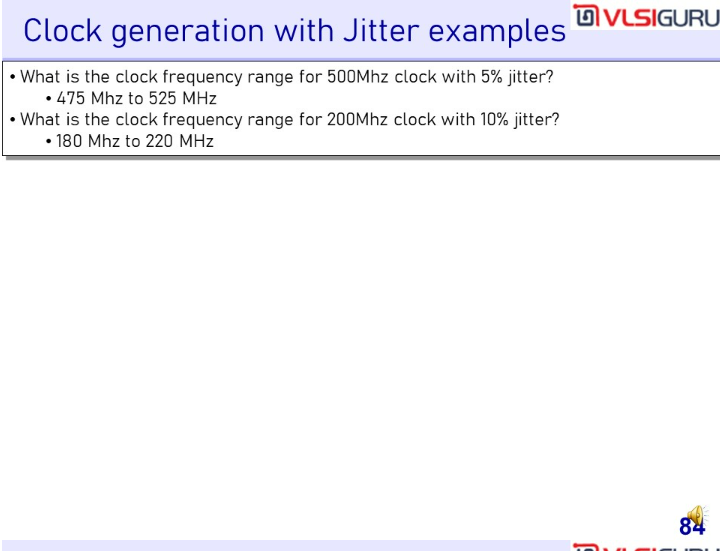 Clock generation with Jitter examples
VLSIGURU
• What is the clock frequency range for 500Mhz clock with 5% jitter?
• 475 Mhz to 525 MHz
• What is the clock frequency range for 200Mhz clock with 10% jitter?
• 180 Mhz to 220 MHz
84
VLSIGURU